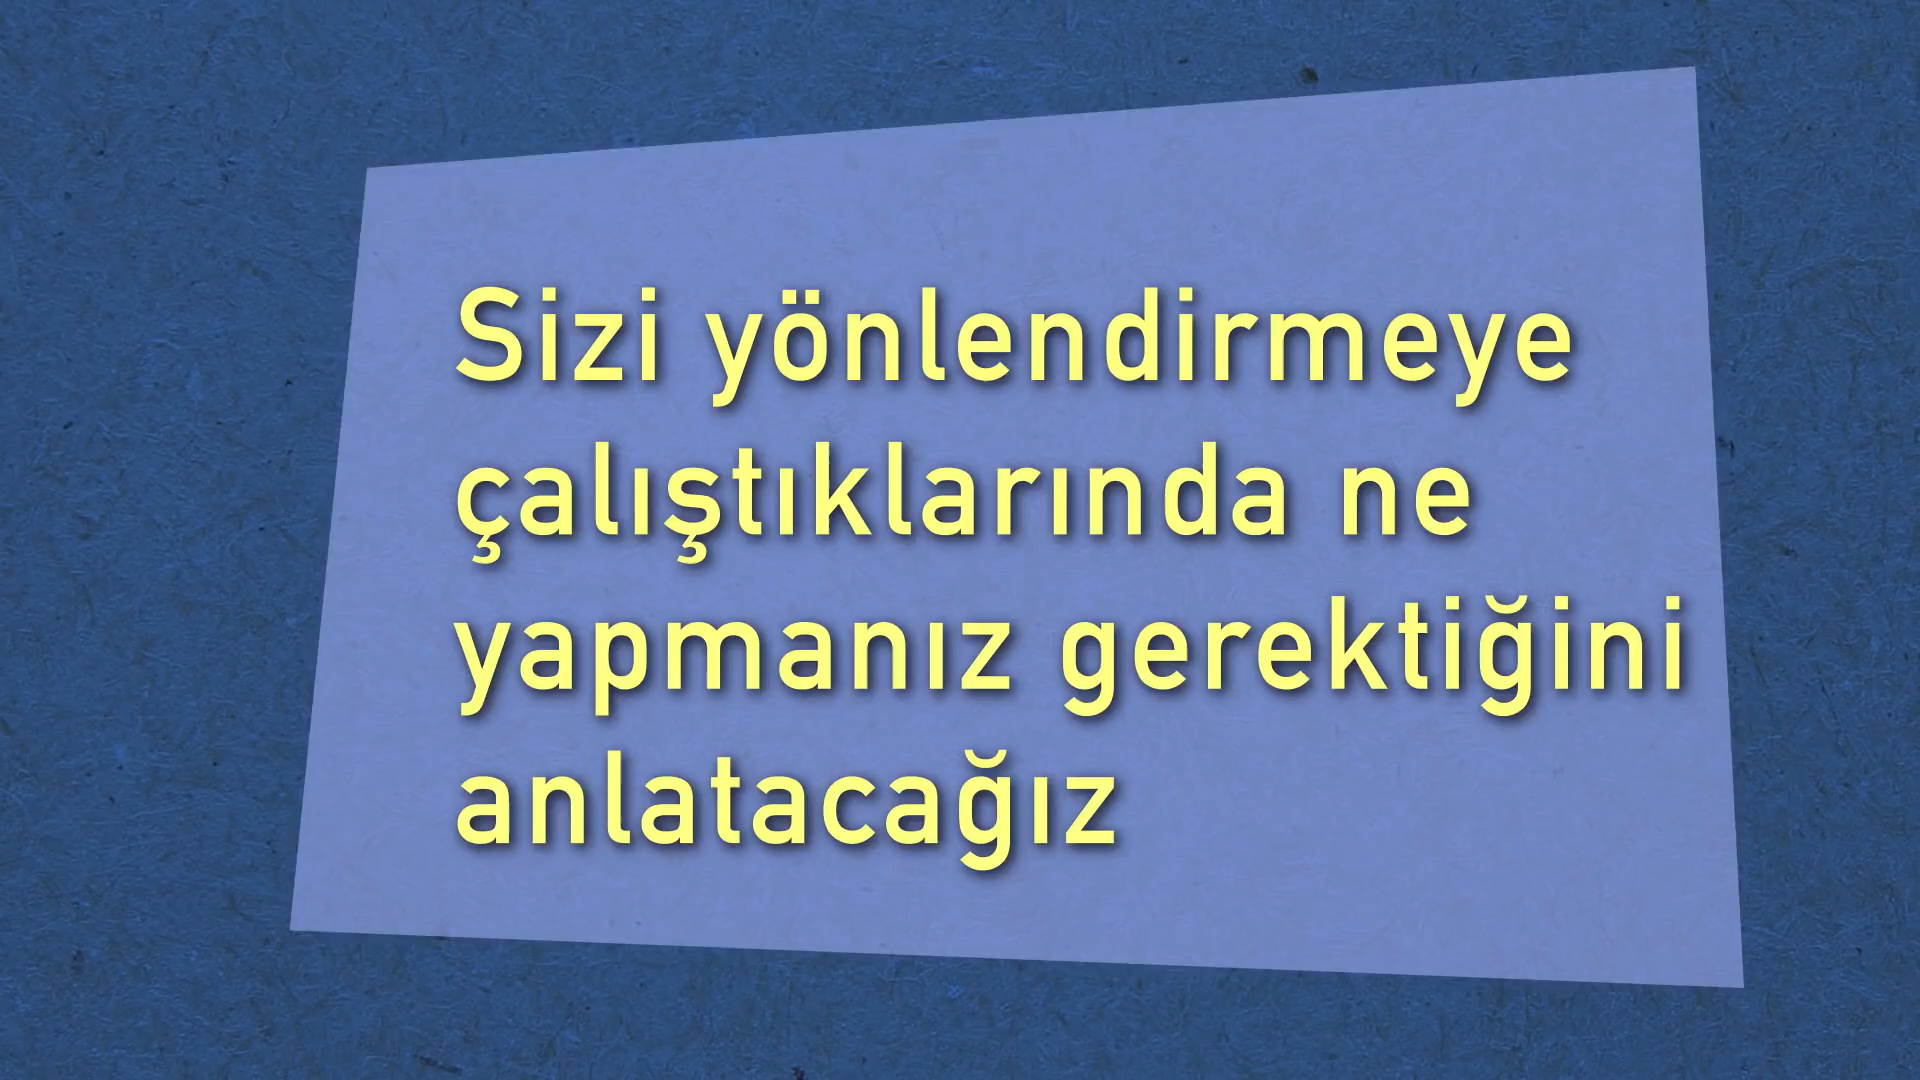 Sizi yönlendirmeye
çalıştıklarında ne
yapmanız gerektiğini
anlatacağız